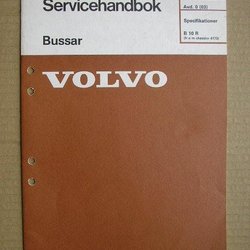 Servicehandbok
Avd. 0 (03)
Specifikationer
B 10 R
Bussar
VOLVO